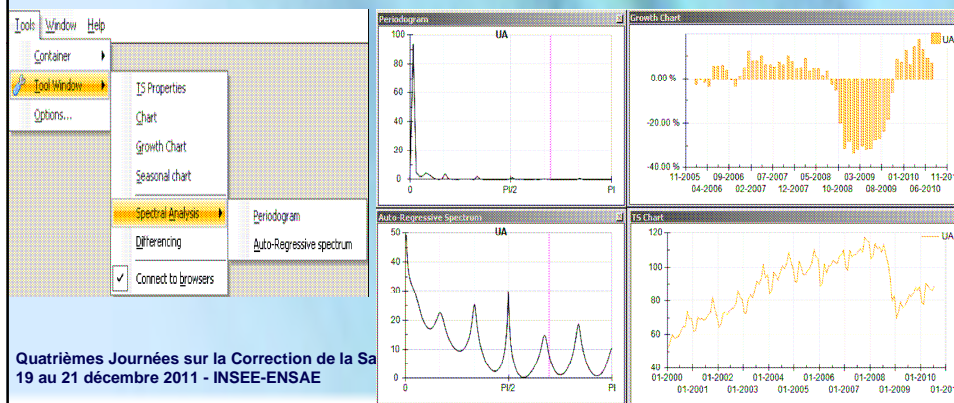 Tools Window Help
Container
Tool Window
Options...
TS Properties
Chart
Growth Chart
Seasonal chart
Spectral Analysis
Differencing
Connect to browsers
Periodogram
Auto-Regressive spectrum
Quatrièmes Journées sur la Correction de la Sa
19 au 21 décembre 2011 - INSEE-ENSAE
Periodogram
UA
100
80
60
40
20
0
0 PI/2 PI
Growth Chart
UA
0.00 %
-20.00 %
-40.00 %
11-2005 09-2006 07-2007 05-2008 03-2009 01-2010 11-201
04-2006 02-2007 12-2007 10-2008 08-2009 06-2010
Auto-Regressive Spectrum
UA
50
40
30
20
10
0
0 PI/2 PI
TS Chart
UA
120
100
80
60
40
01-2000 01-2002 01-2004 01-2006 01-2008 01-2010
01-2001 01-2003 01-2005 01-2007 01-2009 01-201